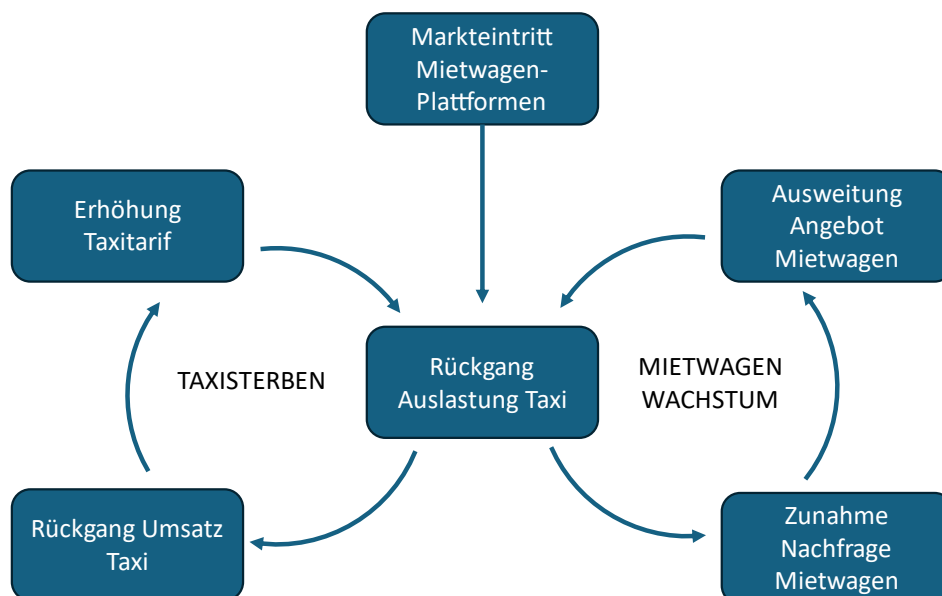 Markteintritt
Mietwagen-
Plattformen
Erhöhung
Taxitarif
Ausweitung
Angebot
Mietwagen
TAXISTERBEN
Rückgang
Auslastung Taxi
MIETWAGEN
WACHSTUM
Rückgang Umsatz
Taxi
Zunahme
Nachfrage
Mietwagen